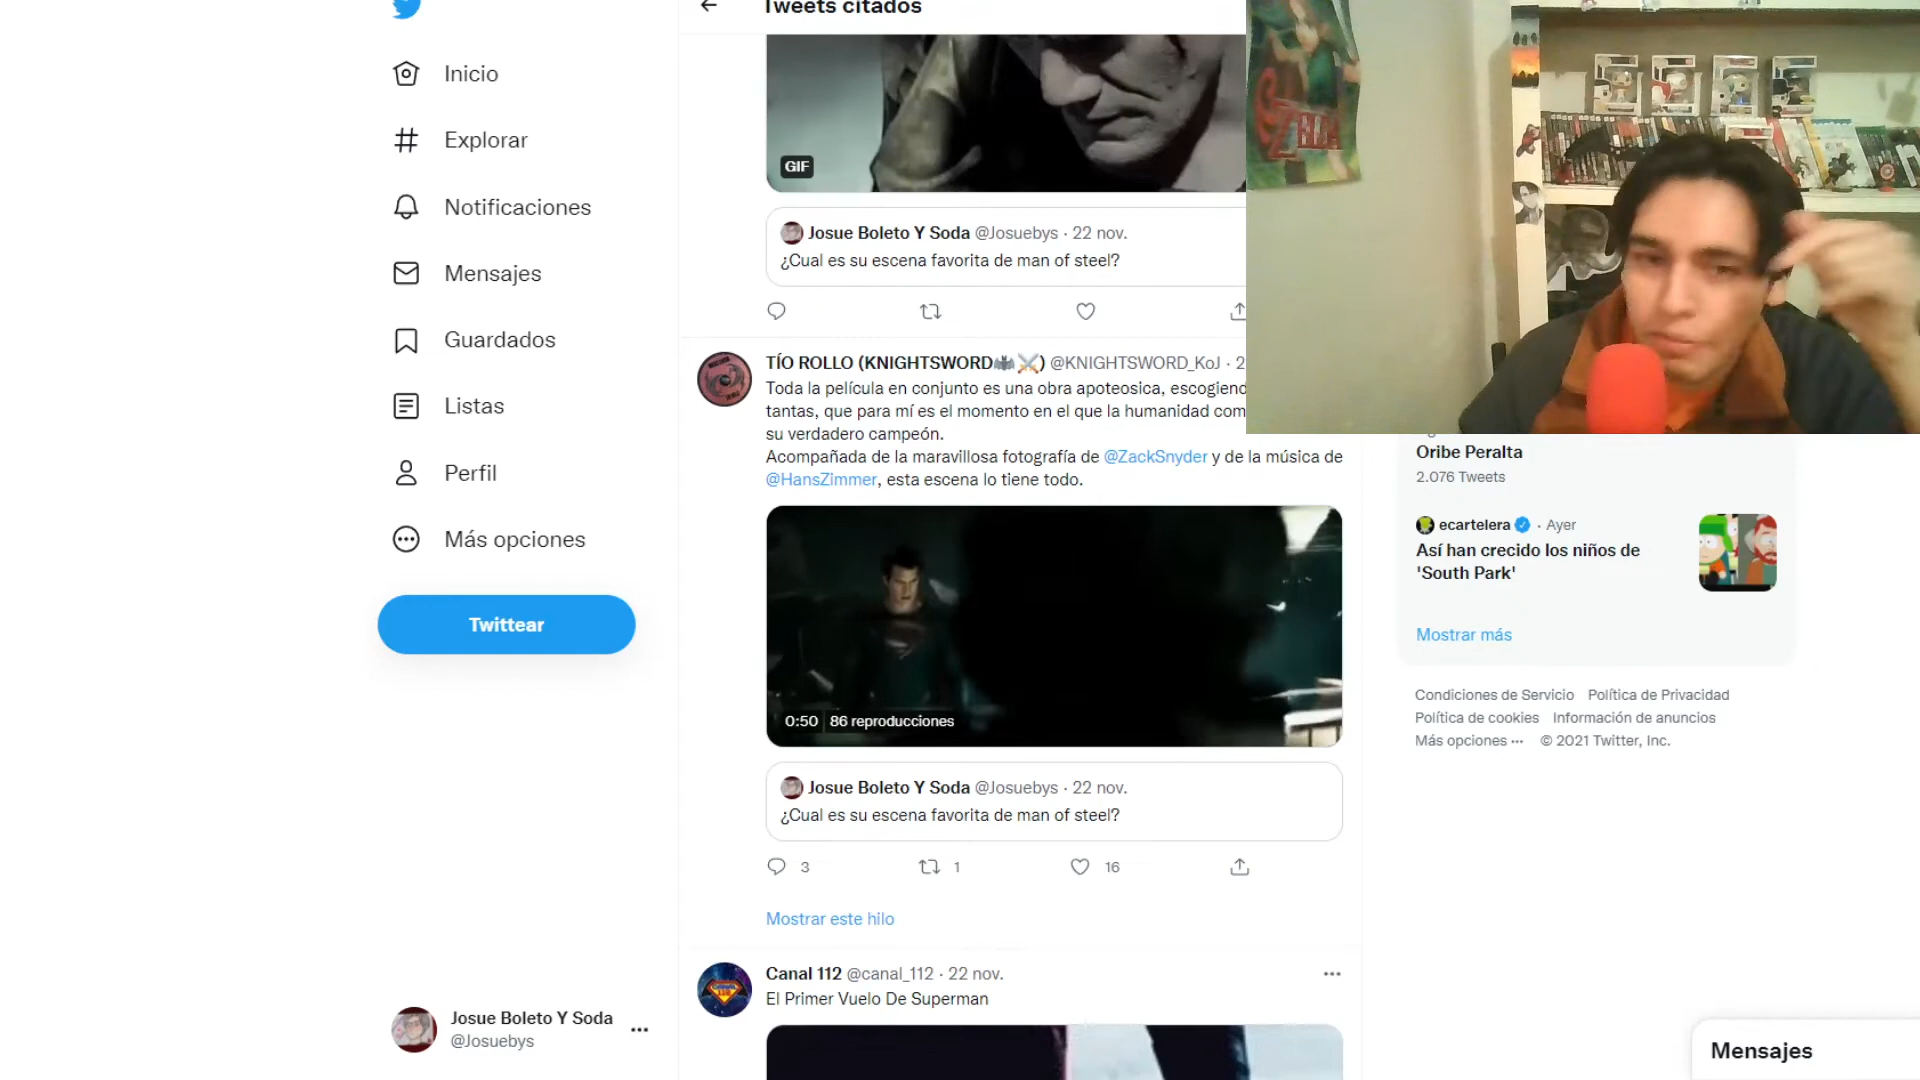 Tweets citados
Inicio
Explorar
Notificaciones
Mensajes
Guardados
Listas
Perfil
Más opciones
Twittear
Josue Boleto Y Soda
@Josuebys
GIF
Josue Boleto Y Soda @Josuebys · 22 nov.
¿Cual es su escena favorita de man of steel?
TÍO ROLLO (KNIGHTSWORD🦇⚔️) @KNIGHTSWORD_KoJ · 2
Toda la película en conjunto es una obra apoteosica, escogiend
tantas, que para mí es el momento en el que la humanidad com
su verdadero campeón.
Acompañada de la maravillosa fotografía de @ZackSnyder y de la música de
@HansZimmer, esta escena lo tiene todo.
0:50 86 reproducciones
Josue Boleto Y Soda @Josuebys · 22 nov.
¿Cual es su escena favorita de man of steel?
3 1 16
Mostrar este hilo
Canal 112 @canal_112 · 22 nov.
El Primer Vuelo De Superman
ZELDA
Oribe Peralta
2.076 Tweets
ecartelera · Ayer
Así han crecido los niños de
'South Park'
Mostrar más
Condiciones de Servicio Política de Privacidad
Política de cookies Información de anuncios
Más opciones ··· © 2021 Twitter, Inc.
Mensajes